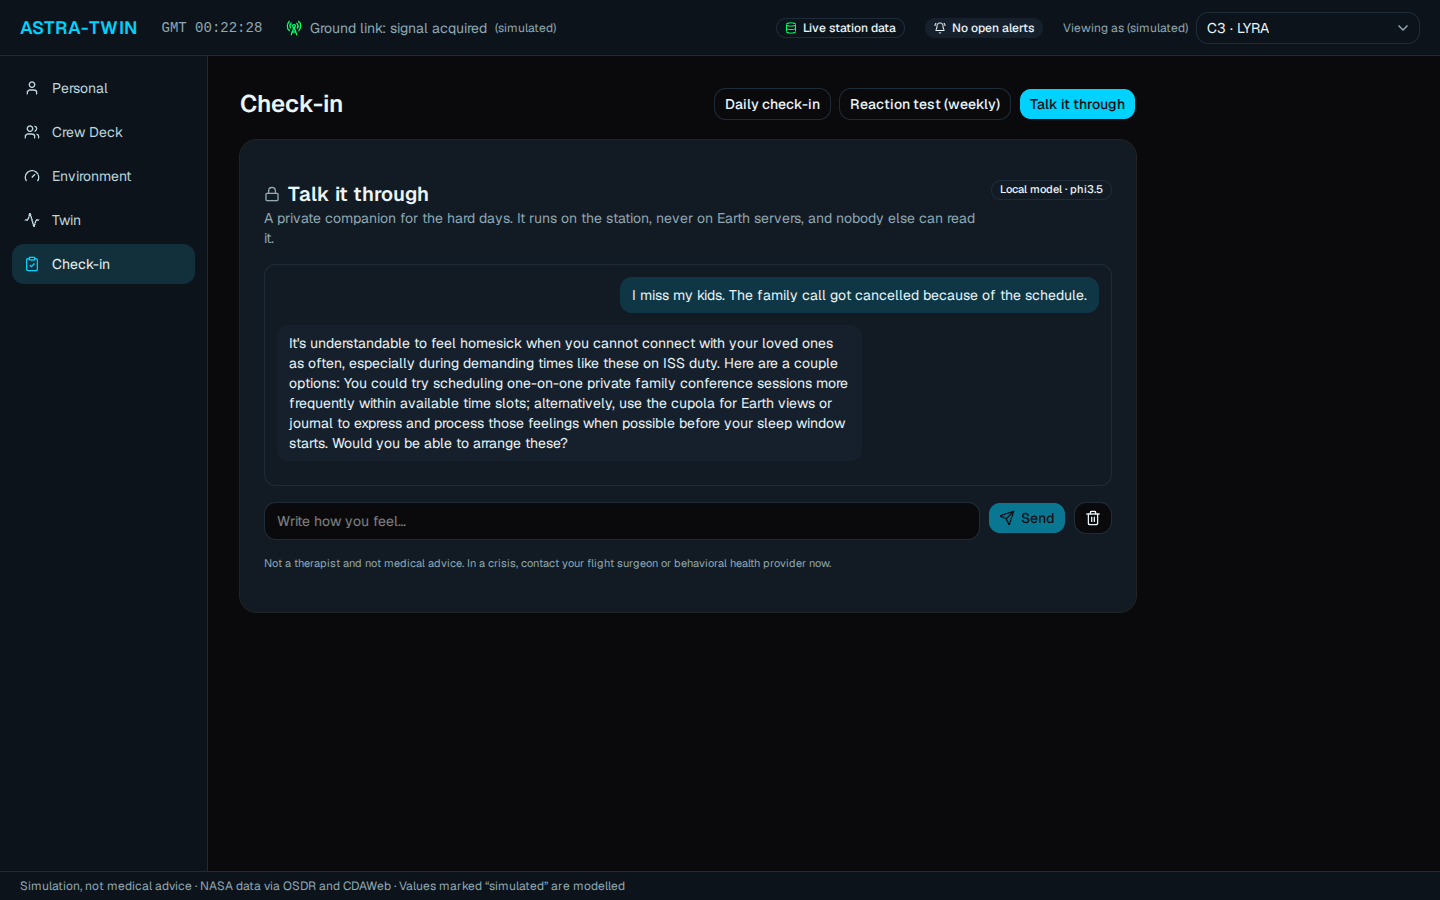 ASTRA-TWIN
GMT 00:22:28
Ground link: signal acquired (simulated)
Live station data
No open alerts
Viewing as (simulated)
C3 · LYRA
Personal
Crew Deck
Environment
Twin
Check-in
Check-in
Daily check-in
Reaction test (weekly)
Talk it through
Talk it through
Local model · phi3.5
A private companion for the hard days. It runs on the station, never on Earth servers, and nobody else can read
it.
I miss my kids. The family call got cancelled because of the schedule.
It's understandable to feel homesick when you cannot connect with your loved ones
as often, especially during demanding times like these on ISS duty. Here are a couple
options: You could try scheduling one-on-one private family conference sessions more
frequently within available time slots; alternatively, use the cupola for Earth views or
journal to express and process those feelings when possible before your sleep window
starts. Would you be able to arrange these?
Write how you feel...
Send
Not a therapist and not medical advice. In a crisis, contact your flight surgeon or behavioral health provider now.
Simulation, not medical advice · NASA data via OSDR and CDAWeb · Values marked “simulated” are modelled